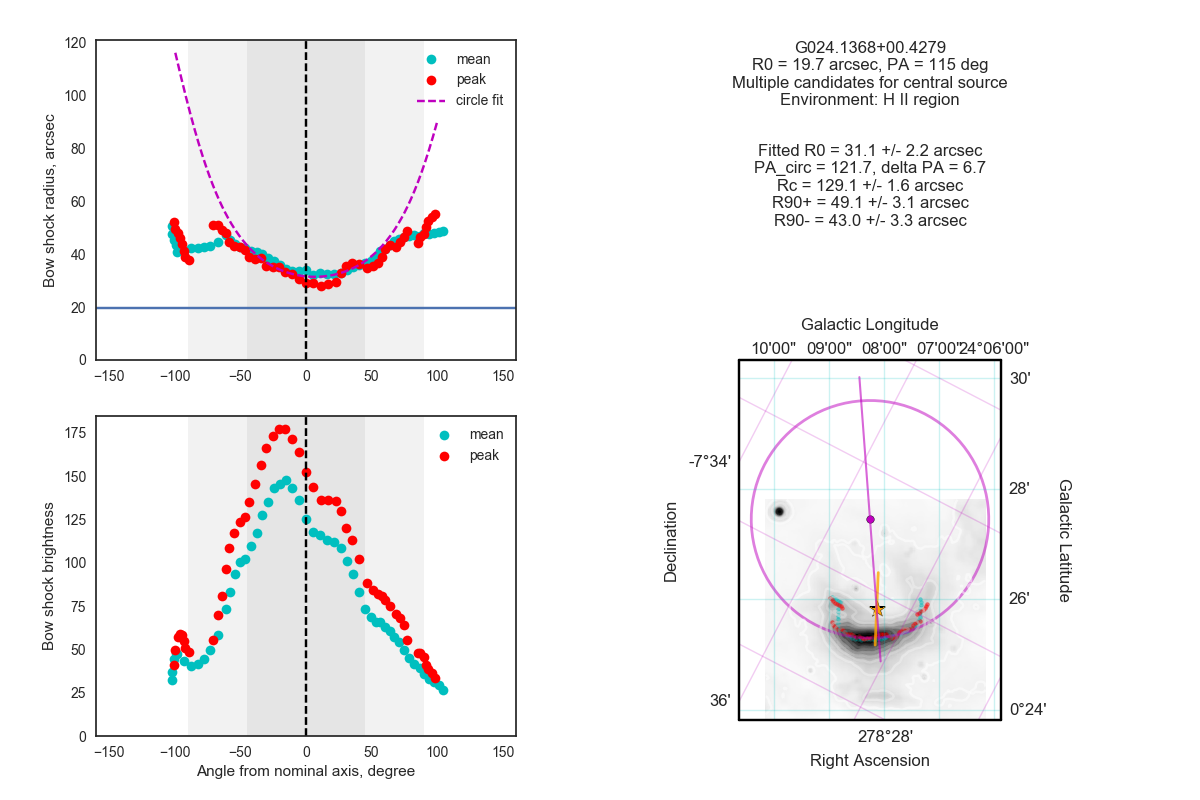 120
100
80
60
40
20
0
Bow shock radius, arcsec
mean
peak
circle fit
−150
−100
−50
0
50
100
150
175
150
125
100
75
50
25
0
Bow shock brightness
mean
peak
−150
−100
−50
0
50
100
150
Angle from nominal axis, degree
G024.1368+00.4279
R0 = 19.7 arcsec, PA = 115 deg
Multiple candidates for central source
Environment: H II region
Fitted R0 = 31.1 +/- 2.2 arcsec
PA_circ = 121.7, delta PA = 6.7
Rc = 129.1 +/- 1.6 arcsec
R90+ = 49.1 +/- 3.1 arcsec
R90- = 43.0 +/- 3.3 arcsec
Galactic Longitude
10'00" 09'00" 08'00" 07'00" 24°06'00"
30'
28'
26'
0°24'
Galactic Latitude
-7°34'
36'
Declination
278°28'
Right Ascension